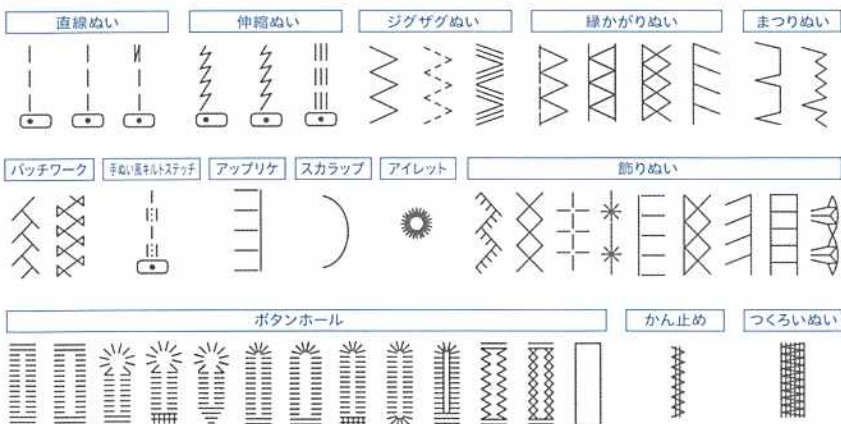 直線ぬい 伸縮ぬい ジグザグぬい 縁かがりぬい まつりぬい
パッチワーク 手ぬい風キルトステッチ アップリケ スカラップ アイレット 飾りぬい
ボタンホール かん止め つくろいぬい